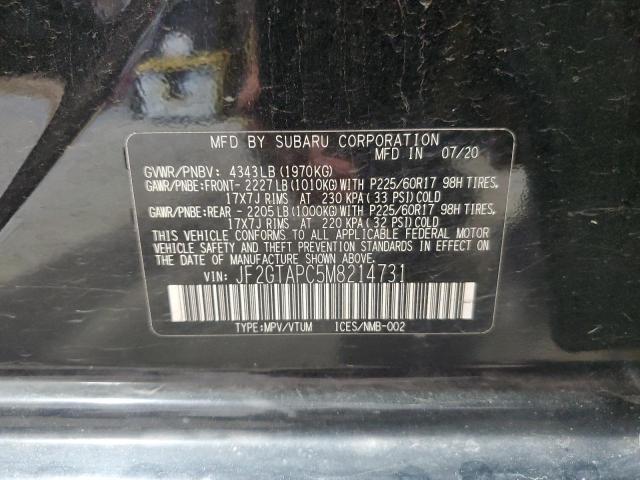 MFD BY SUBARU CORPORATION
MFD IN 07/20
GVWR/PNBV: 4343LB (1970KG)
GAWR/PNBE:FRONT- 2227LB (1010KG) WITH P225/60R17 98H TIRES,
17X7J RIMS AT 230 KPA ( 33 PSI) COLD
GAWR/PNBE:REAR - 2205LB (1000KG) WITH P225/60R17 98H TIRES,
17X7J RIMS AT 220 KPA ( 32 PSI) COLD
THIS VEHICLE CONFORMS TO ALL APPLICABLE FEDERAL MOTOR
VEHICLE SAFETY AND THEFT PREVENTION STANDARDS IN EFFECT
ON THE DATE OF MANUFACTURE SHOWN ABOVE.
VIN: JF2GTAPC5M8214731
TYPE:MPV/VTUM ICES/NMB-002